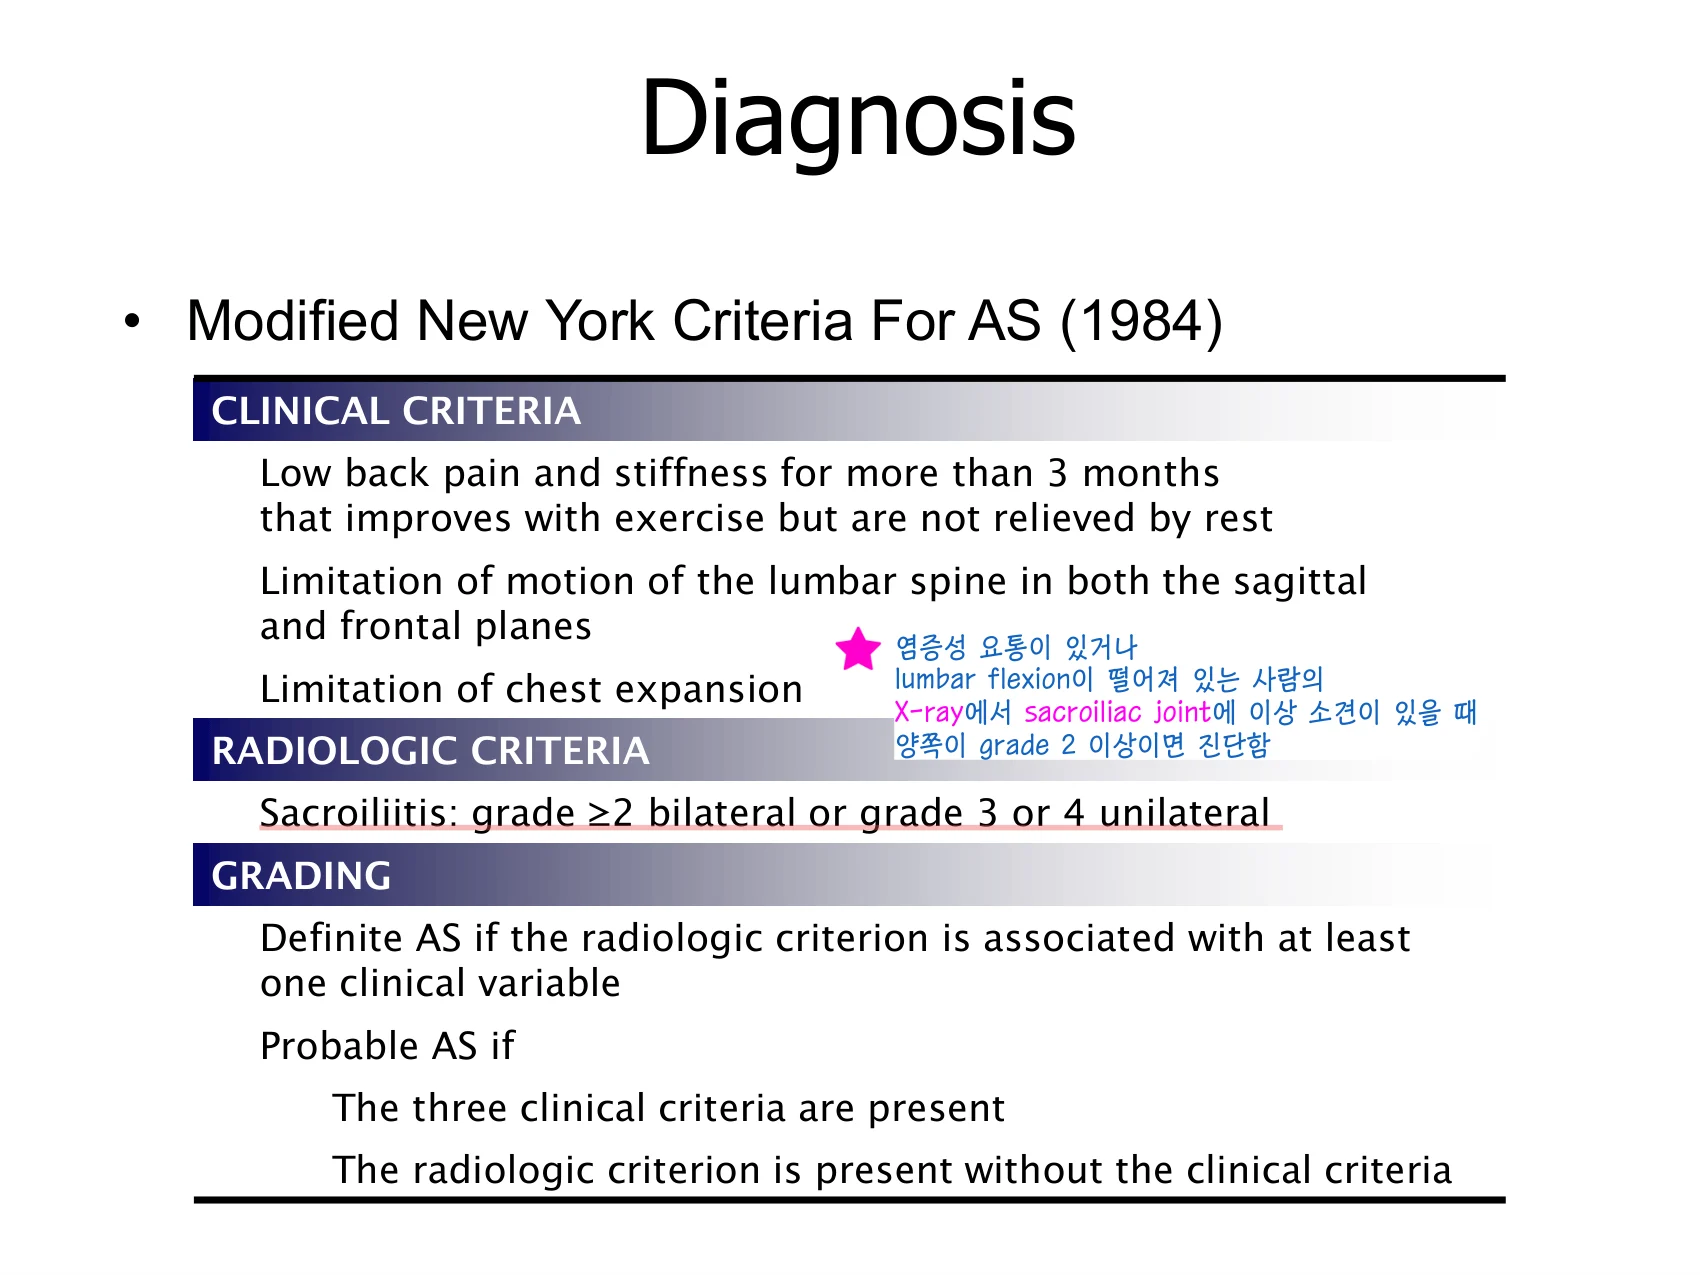 Diagnosis
• Modified New York Criteria For AS (1984)
CLINICAL CRITERIA
Low back pain and stiffness for more than 3 months
that improves with exercise but are not relieved by rest
Limitation of motion of the lumbar spine in both the sagittal
and frontal planes
Limitation of chest expansion
염증성 요통이 있거나
lumbar flexion이 떨어져 있는 사람의
X-ray에서 sacroiliac joint에 이상 소견이 있을 때
양쪽이 grade 2 이상이면 진단함
RADIOLOGIC CRITERIA
Sacroiliitis: grade ≥2 bilateral or grade 3 or 4 unilateral
GRADING
Definite AS if the radiologic criterion is associated with at least
one clinical variable
Probable AS if
The three clinical criteria are present
The radiologic criterion is present without the clinical criteria